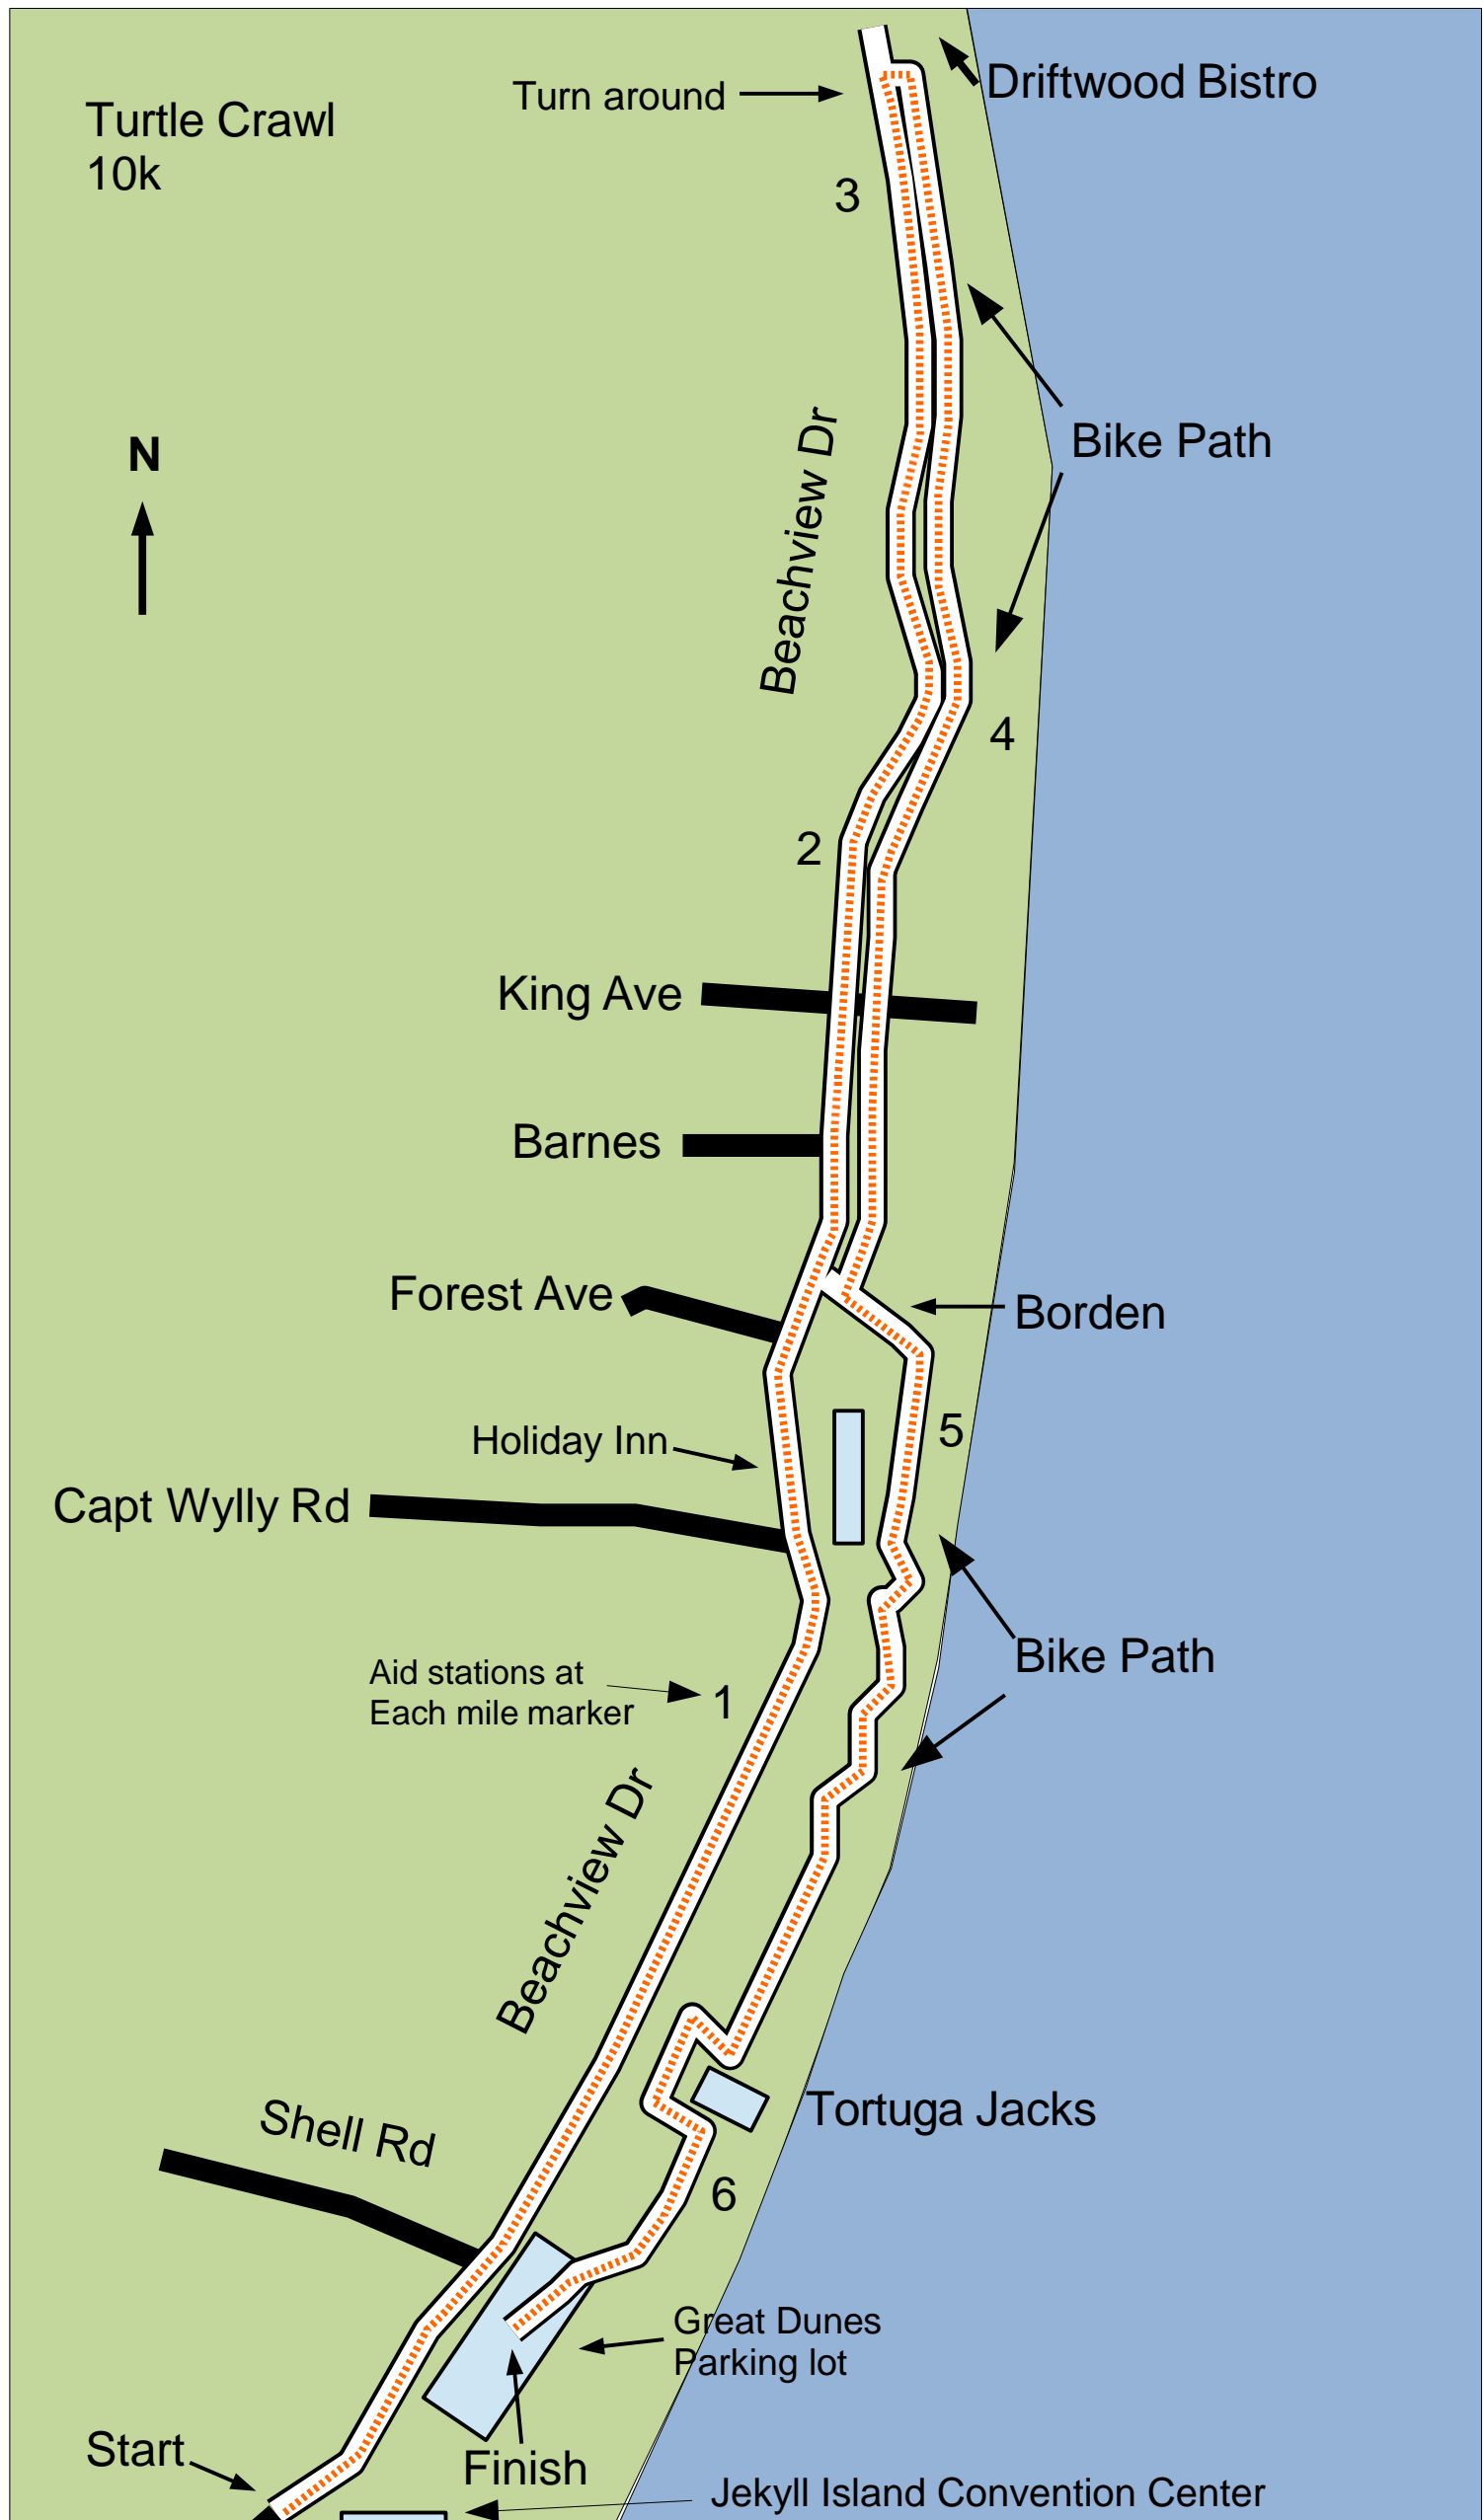 Driftwood Bistro
Turn around
Turtle Crawl
10k
3
Beachview Dr
N
Bike Path
4
2
King Ave
Barnes
Forest Ave
Borden
5
Holiday Inn
Capt Wylly Rd
Bike Path
Aid stations at
Each mile marker
1
Beachview Dr
Tortuga Jacks
Shell Rd
6
Great Dunes
Parking lot
Start
Finish
Jekyll Island Convention Center